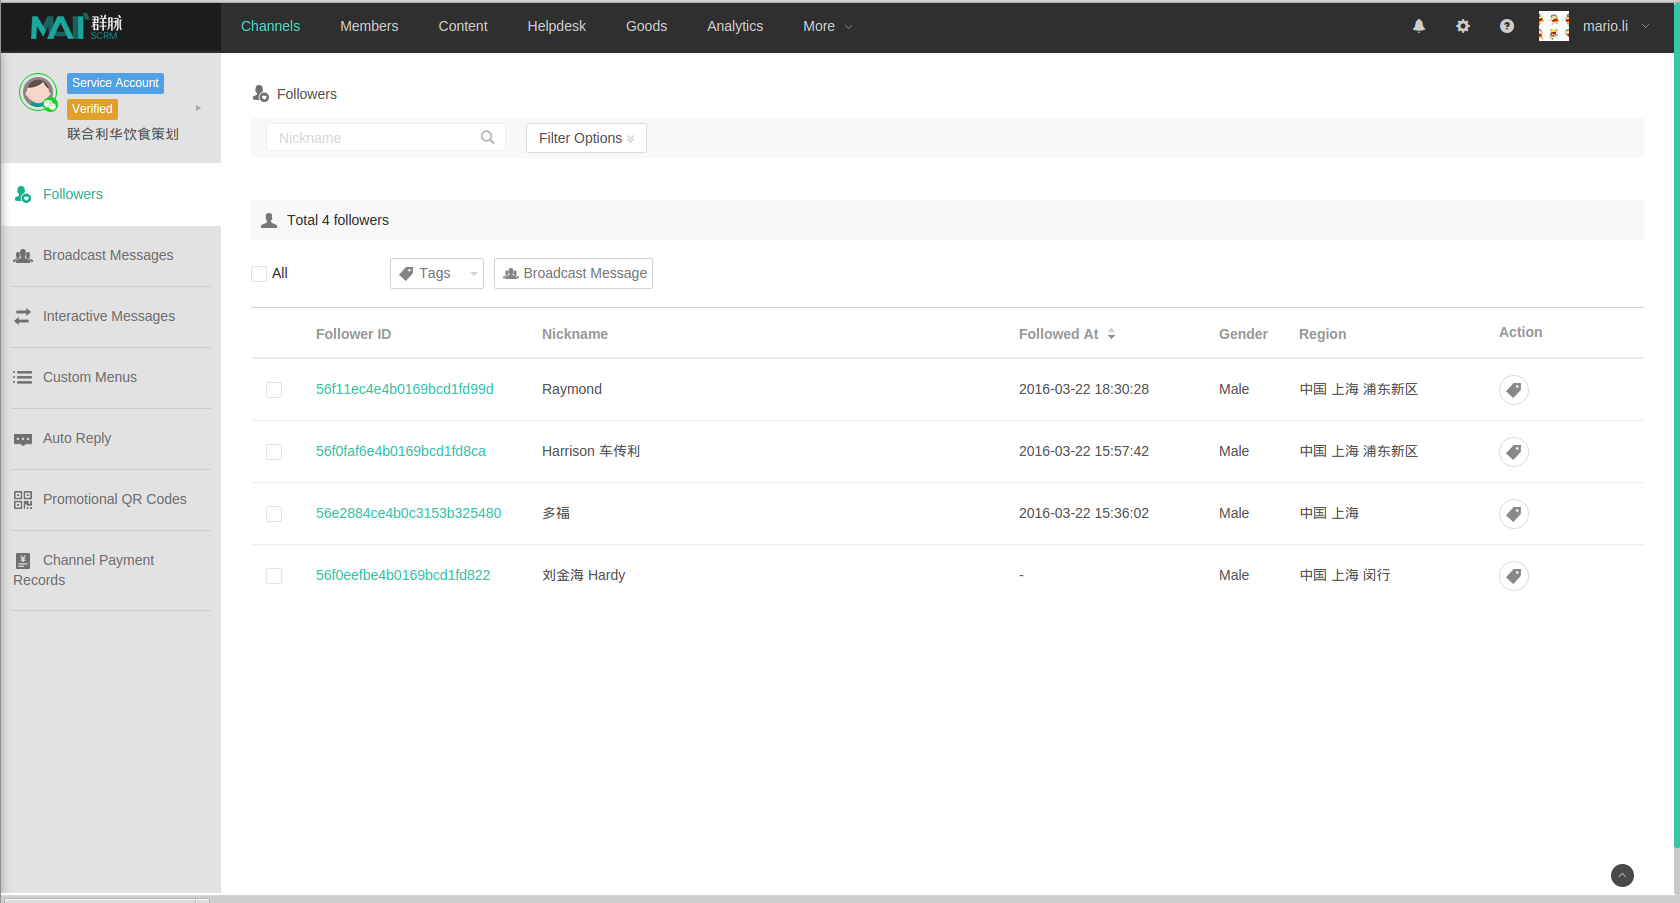 MAI 群脉 SCRM
Channels Members Content Helpdesk Goods Analytics More mario.li
Service Account
Verified
联合利华饮食策划
Followers
Broadcast Messages
Interactive Messages
Custom Menus
Auto Reply
Promotional QR Codes
Channel Payment
Records
Followers
Nickname Filter Options
Total 4 followers
All Tags Broadcast Message
Follower ID Nickname Followed At Gender Region Action
56f11ec4e4b0169bcd1fd99d Raymond 2016-03-22 18:30:28 Male 中国 上海 浦东新区
56f0faf6e4b0169bcd1fd8ca Harrison 车传利 2016-03-22 15:57:42 Male 中国 上海 浦东新区
56e2884ce4b0c3153b325480 多福 2016-03-22 15:36:02 Male 中国 上海
56f0eefbe4b0169bcd1fd822 刘金海 Hardy - Male 中国 上海 闵行